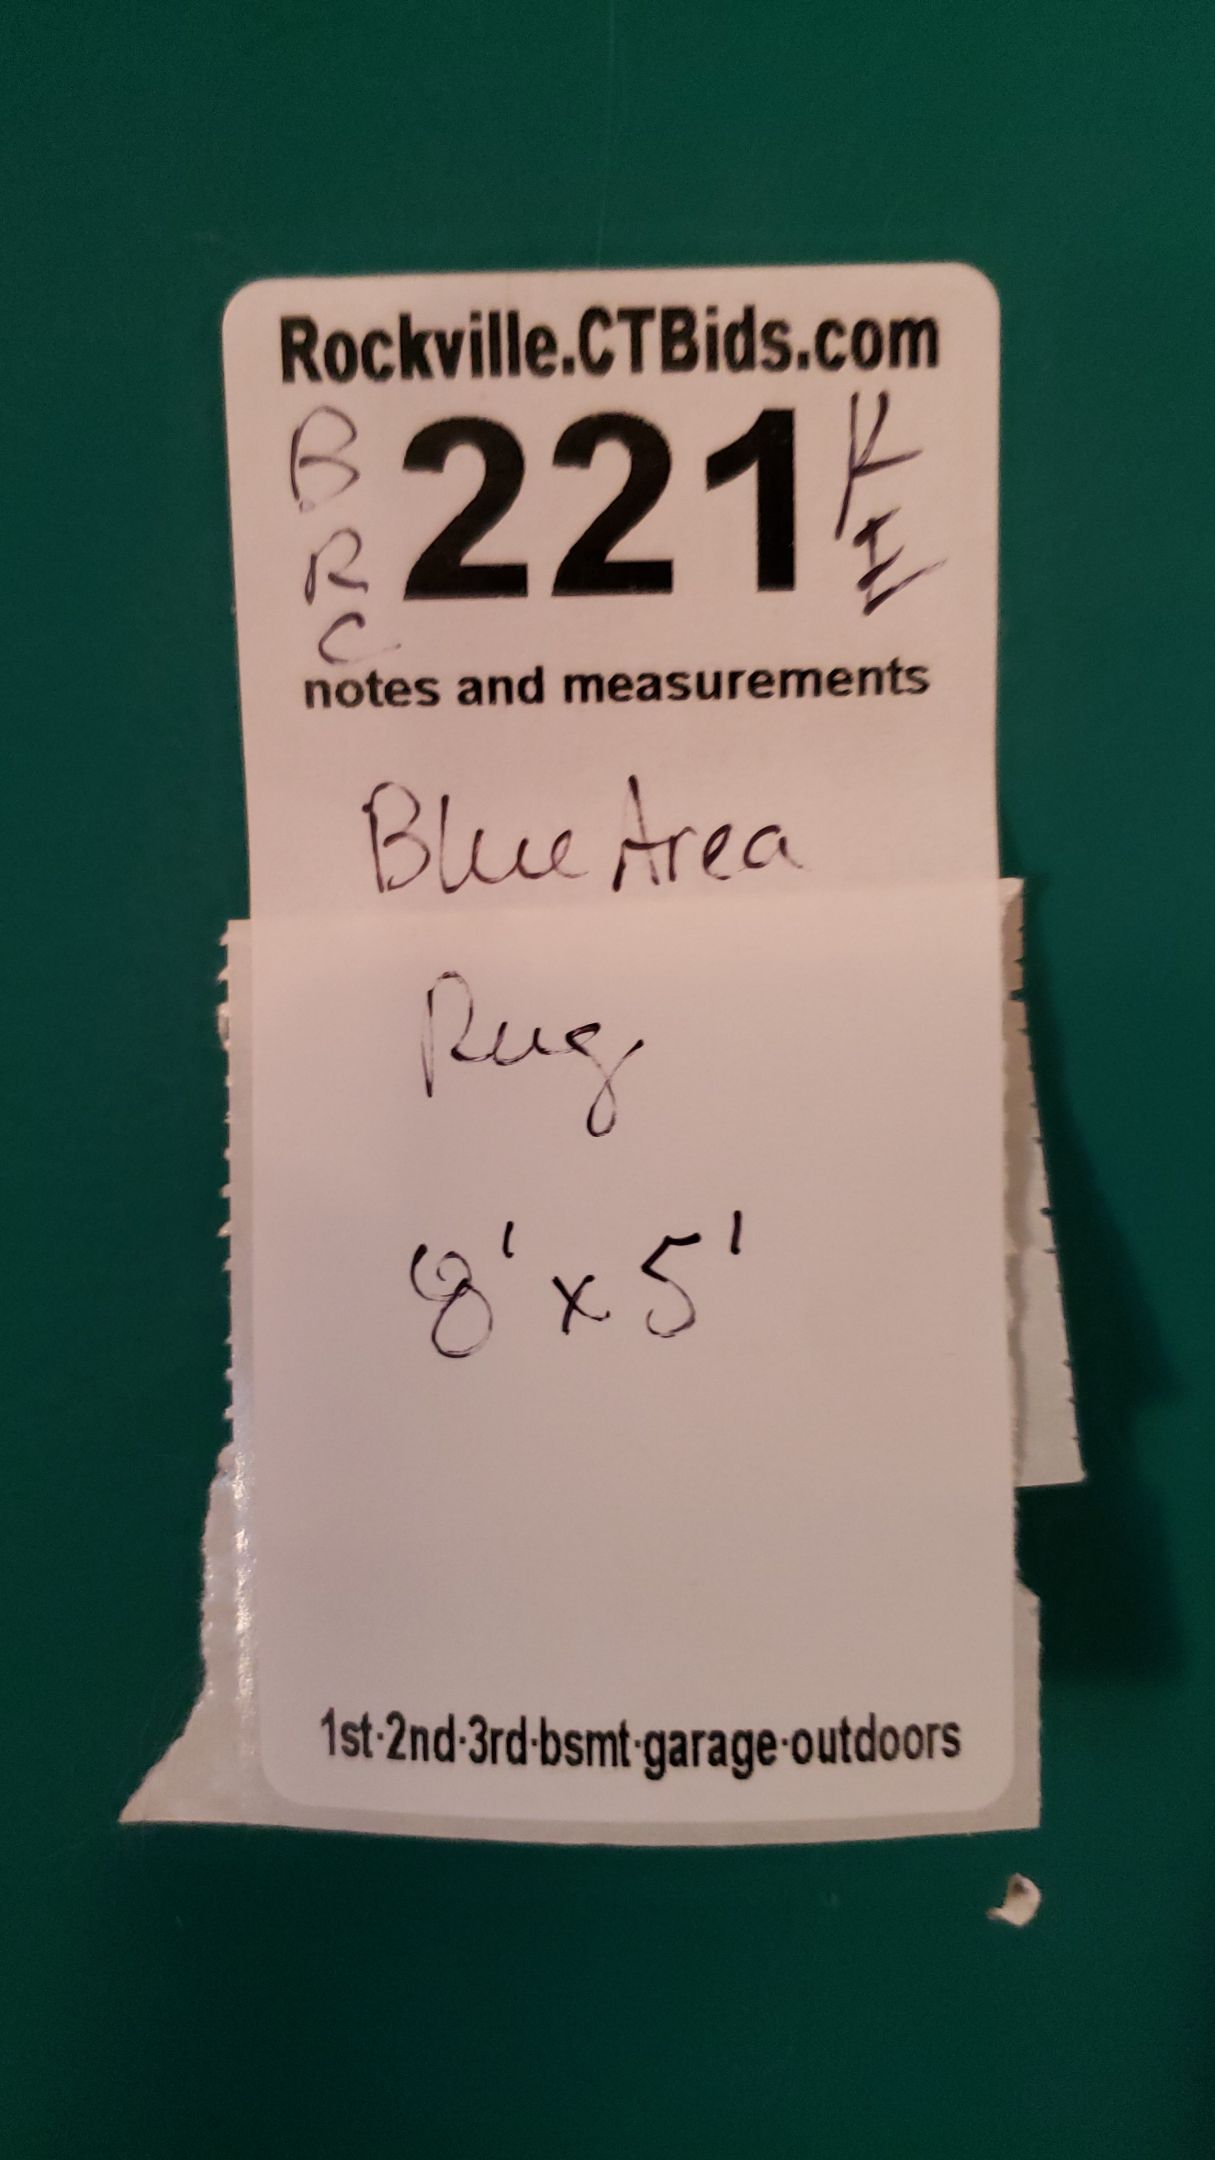 Rockville.CTBids.com
B 221 K
R
C
notes and measurements
Blue Area
Rug
8' x 5'
1st·2nd·3rd·bsmt·garage·outdoors